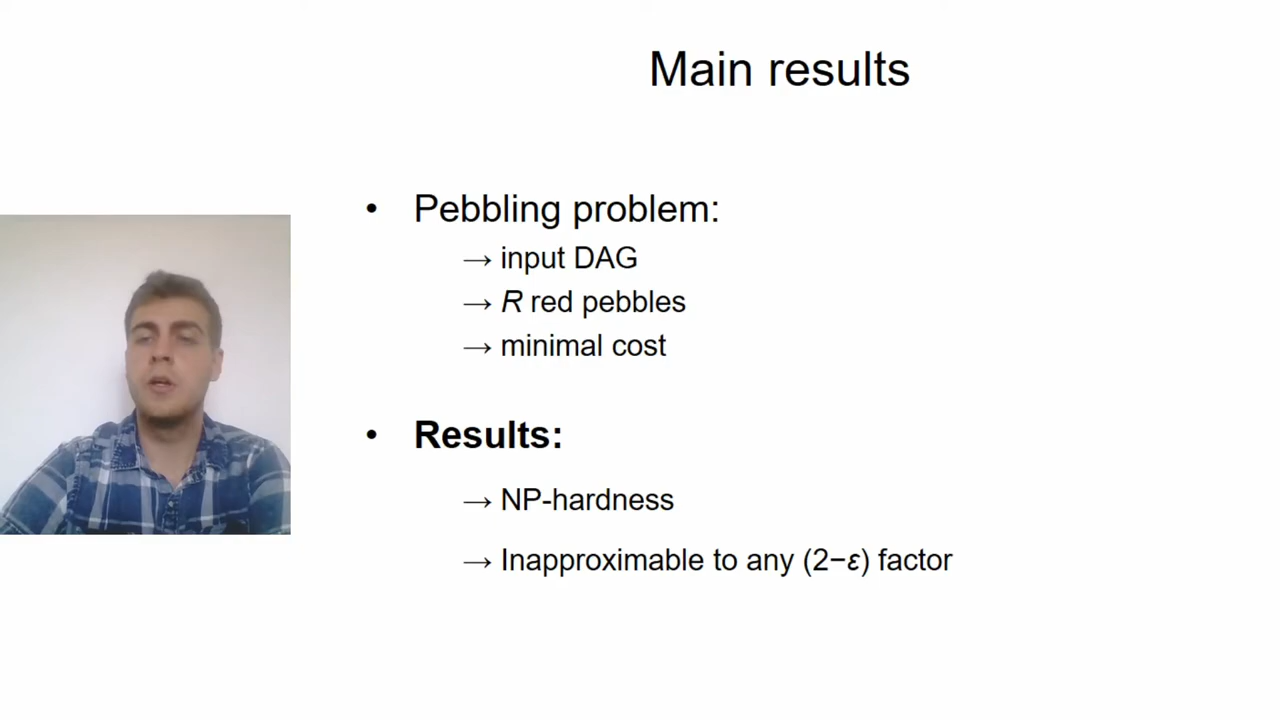 Main results
• Pebbling problem:
→ input DAG
→ R red pebbles
→ minimal cost
• Results:
→ NP-hardness
→ Inapproximable to any (2−ε) factor